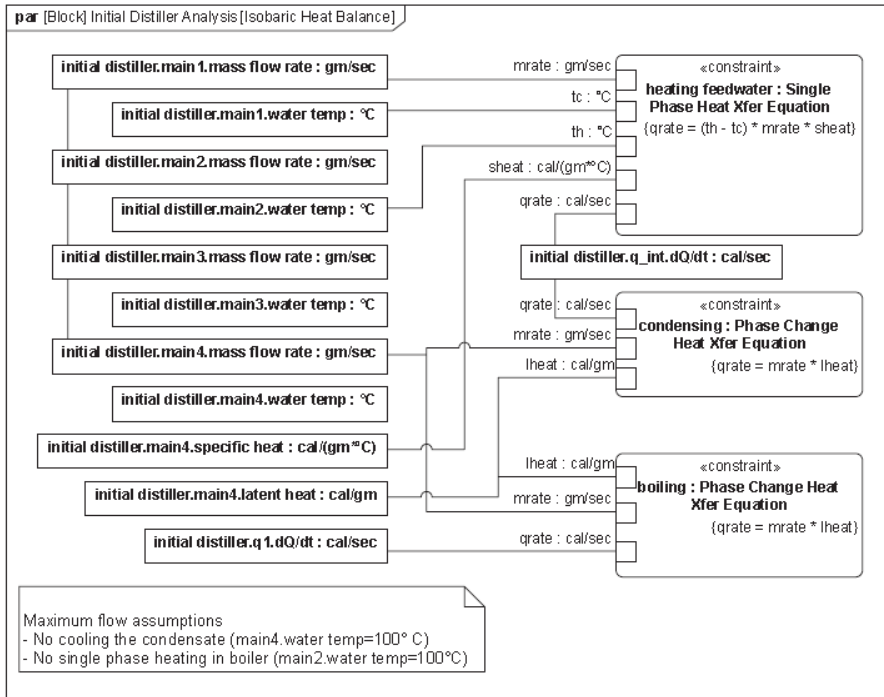 par [Block] Initial Distiller Analysis [Isobaric Heat Balance]
initial distiller.main1.mass flow rate : gm/sec
initial distiller.main1.water temp : °C
initial distiller.main2.mass flow rate : gm/sec
initial distiller.main2.water temp : °C
initial distiller.main3.mass flow rate : gm/sec
initial distiller.main3.water temp : °C
initial distiller.main4.mass flow rate : gm/sec
initial distiller.main4.water temp : °C
initial distiller.main4.specific heat : cal/(gm*°C)
initial distiller.main4.latent heat : cal/gm
initial distiller.q1.dQ/dt : cal/sec
mrate : gm/sec
tc : °C
th : °C
sheat : cal/(gm*°C)
qrate : cal/sec
«constraint»
heating feedwater : Single
Phase Heat Xfer Equation
{qrate = (th - tc) * mrate * sheat}
initial distiller.q_int.dQ/dt : cal/sec
qrate : cal/sec
mrate : gm/sec
lheat : cal/gm
«constraint»
condensing : Phase Change
Heat Xfer Equation
{qrate = mrate * lheat}
lheat : cal/gm
mrate : gm/sec
qrate : cal/sec
«constraint»
boiling : Phase Change Heat
Xfer Equation
{qrate = mrate * lheat}
Maximum flow assumptions
- No cooling the condensate (main4.water temp=100° C)
- No single phase heating in boiler (main2.water temp=100°C)